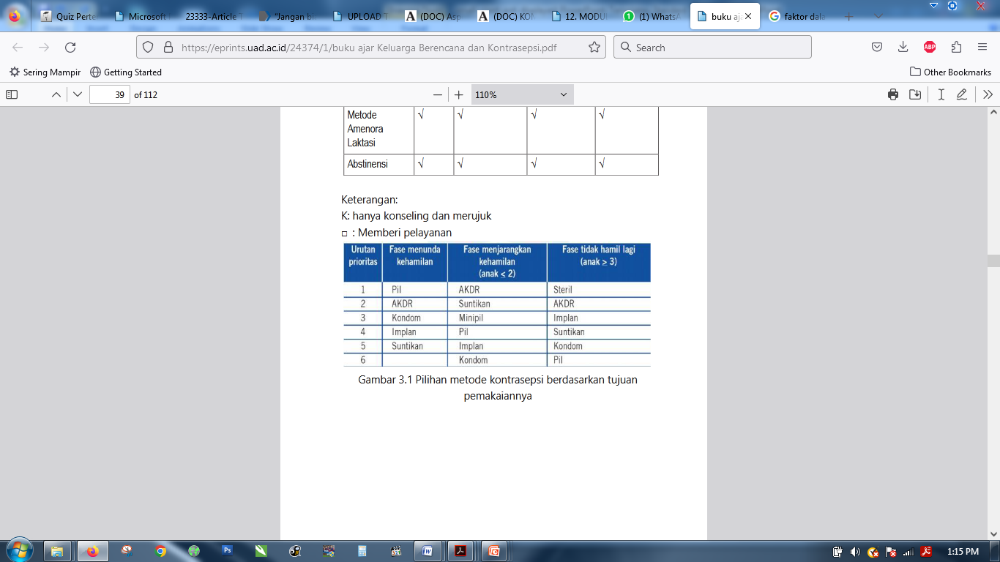 Quiz Perte
Microsoft
23333-Article T
"Jangan b
UPLOAD T
(DOC) Asp
(DOC) KO
12. MODU
(1) WhatsA
buku aja
faktor dala
https://eprints.uad.ac.id/24374/1/buku ajar Keluarga Berencana dan Kontrasepsi.pdf
Search
ABP
Sering Mampir
Getting Started
Other Bookmarks
39 of 112
110%
Metode √ √ √ √
Amenora
Laktasi
Abstinensi √ √ √ √
Keterangan:
K: hanya konseling dan merujuk
□ : Memberi pelayanan
Urutan prioritas Fase menunda kehamilan Fase menjarangkan kehamilan (anak ≤ 2) Fase tidak hamil lagi (anak ≥ 3)
1 Pil AKDR Steril
2 AKDR Suntikan AKDR
3 Kondom Minipil Implan
4 Implan Pil Suntikan
5 Suntikan Implan Kondom
6 Kondom Pil
Gambar 3.1 Pilihan metode kontrasepsi berdasarkan tujuan
pemakaiannya
Ps
1:15 PM